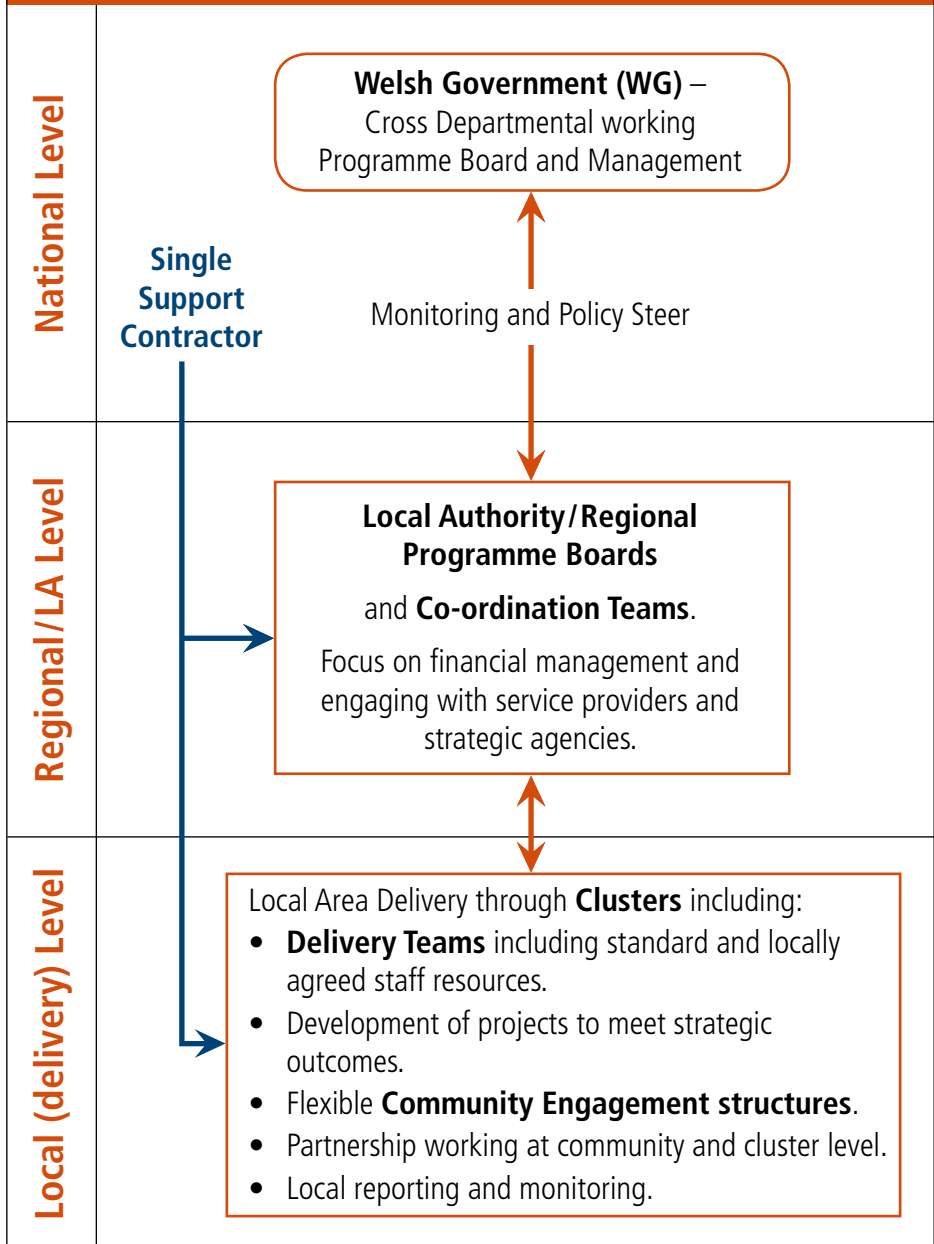 National Level
Welsh Government (WG) –
Cross Departmental working
Programme Board and Management
Single
Support
Contractor
Monitoring and Policy Steer
Regional/LA Level
Local Authority/Regional
Programme Boards
and Co-ordination Teams.
Focus on financial management and
engaging with service providers and
strategic agencies.
Local (delivery) Level
Local Area Delivery through Clusters including:
• Delivery Teams including standard and locally
agreed staff resources.
• Development of projects to meet strategic
outcomes.
• Flexible Community Engagement structures.
• Partnership working at community and cluster level.
• Local reporting and monitoring.